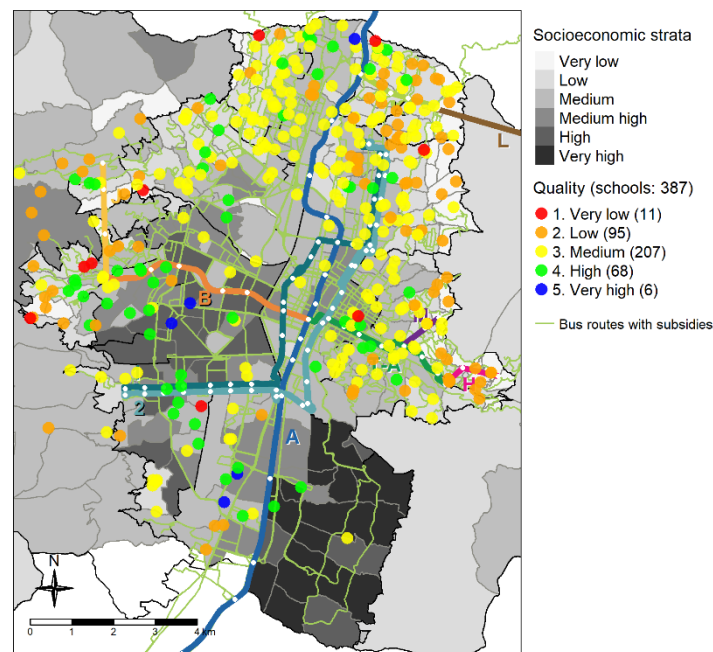 Socioeconomic strata
Very low
Low
Medium
Medium high
High
Very high
Quality (schools: 387)
1. Very low (11)
2. Low (95)
3. Medium (207)
4. High (68)
5. Very high (6)
Bus routes with subsidies
L
B
H
2
A
N
0 1 2 3 4 km